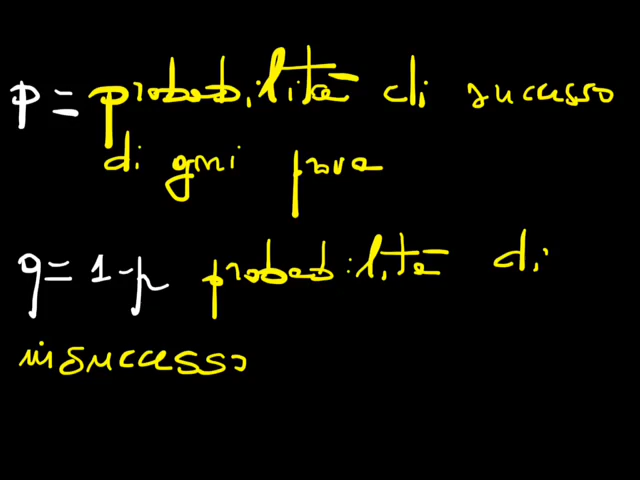 p = probabilità di successo
di ogni prova
q = 1-p probabilità di
insuccesso